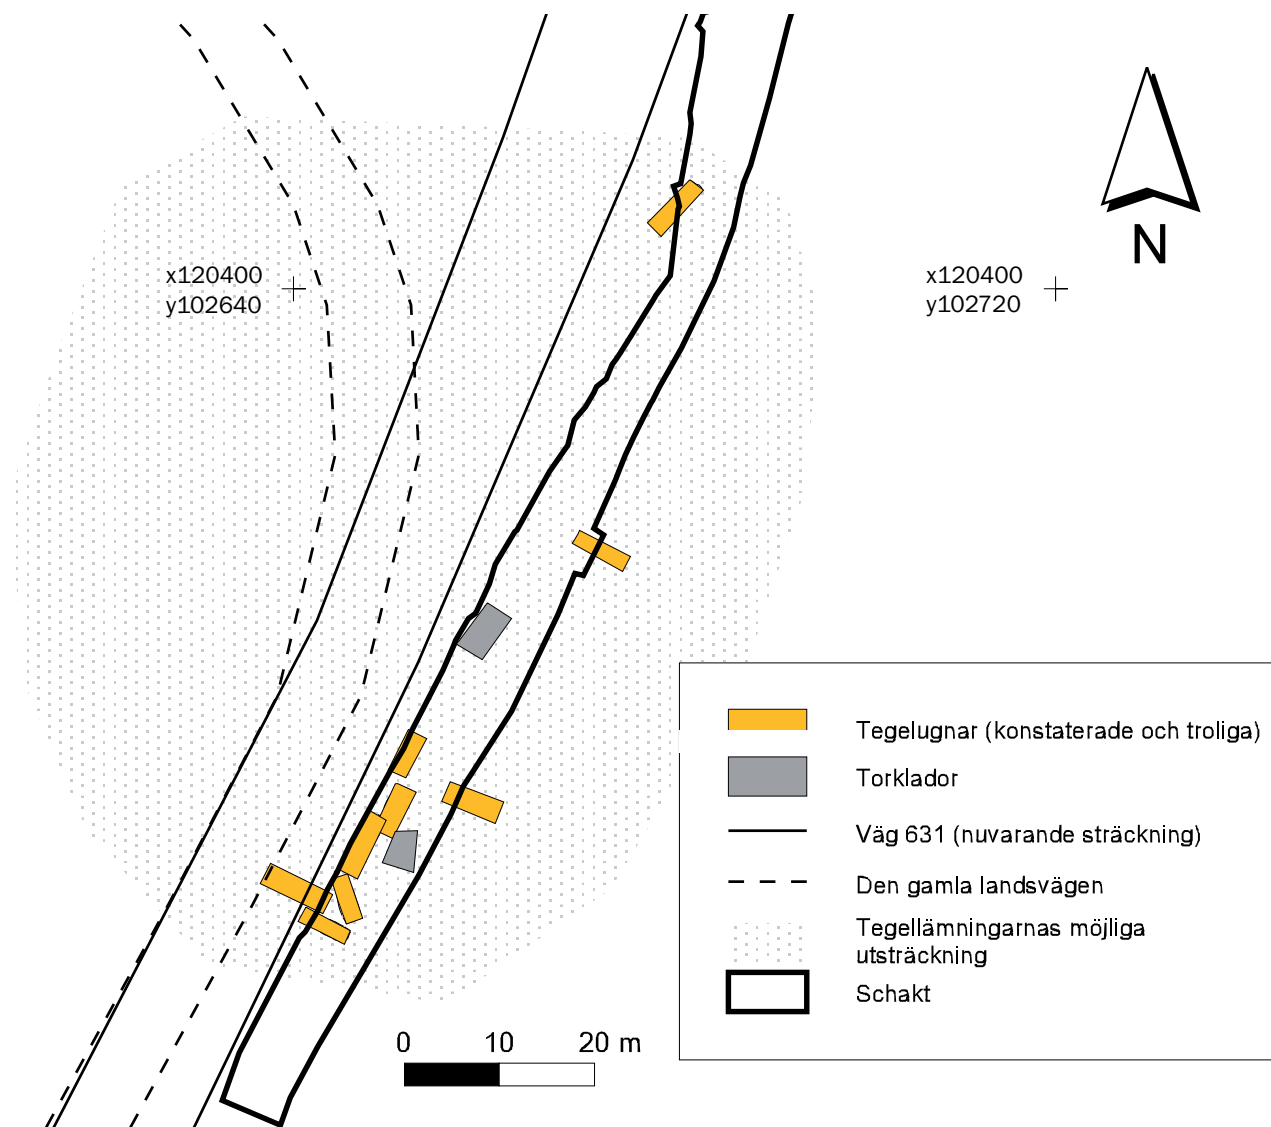 N
x120400
y102640
x120400
y102720
Tegelugnar (konstaterade och troliga)
Torklador
Väg 631 (nuvarande sträckning)
Den gamla landsvägen
Tegellämningarnas möjliga
utsträckning
Schakt
0 10 20 m